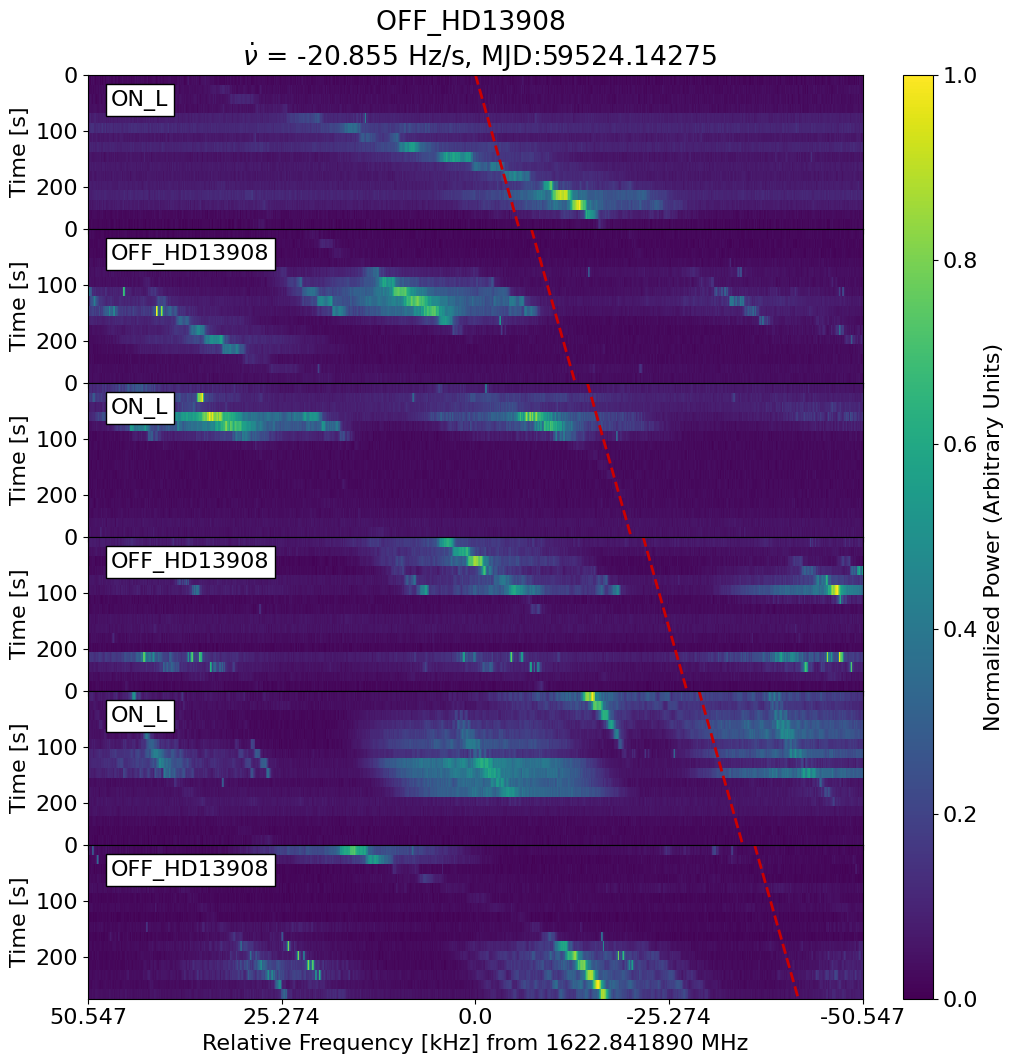 OFF_HD13908
ν̇ = -20.855 Hz/s, MJD:59524.14275
0
100
200
Time [s]
ON_L
0
100
200
Time [s]
OFF_HD13908
0
100
200
Time [s]
ON_L
0
100
200
Time [s]
OFF_HD13908
0
100
200
Time [s]
ON_L
0
100
200
Time [s]
OFF_HD13908
50.547 25.274 0.0 -25.274 -50.547
Relative Frequency [kHz] from 1622.841890 MHz
1.0
0.8
0.6
0.4
0.2
0.0
Normalized Power (Arbitrary Units)